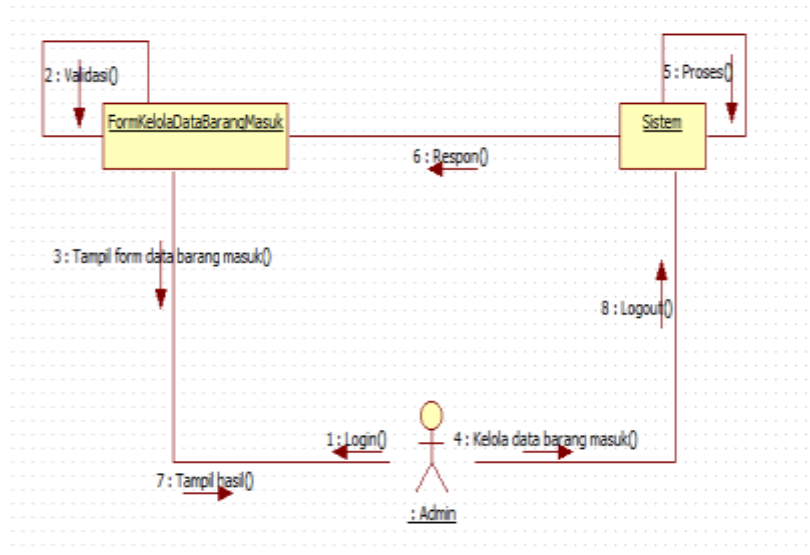 2 : Validasi()
5 : Proses()
FormKelolaDataBarangMasuk
Sistem
6 : Respon()
3 : Tampil form data barang masuk()
8 : Logout()
1 : Login()
4 : Kelola data barang masuk()
7 : Tampil hasil()
: Admin